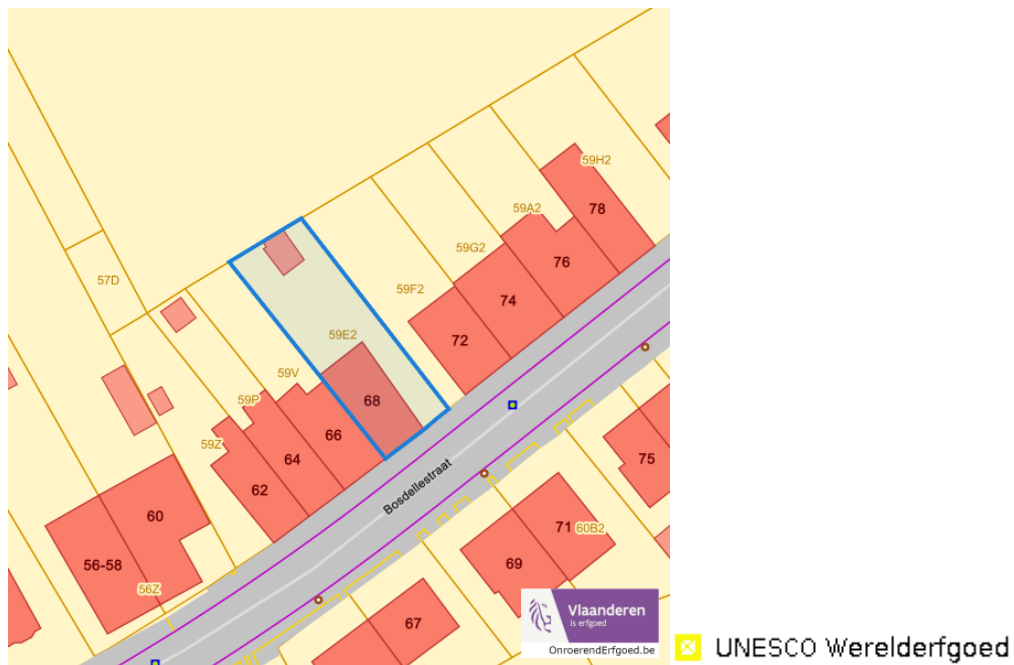 59H2
78
59A2
76
57D
59G2
74
59F2
72
59E2
68
59V
66
59P
64
59Z
62
60
56-58
56Z
Bosdellestraat
75
71
60B2
69
67
Vlaanderen
is erfgoed
OnroerendErfgoed.be
UNESCO Werelderfgoed